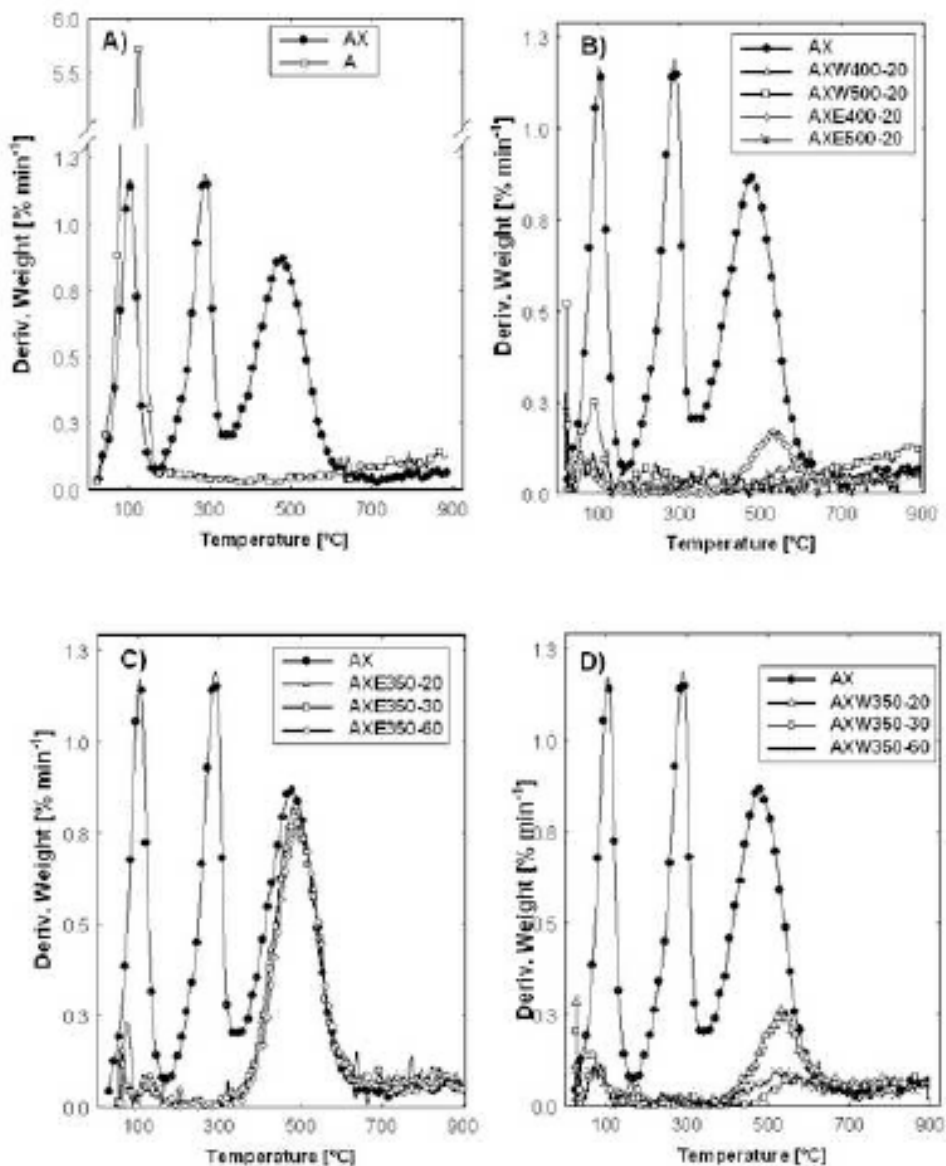 A)
AX
A
6.0
5.5
1.3
1.0
0.8
0.5
0.3
0.0
100
300
500
700
900
Deriv. Weight [% min⁻¹]
Temperature [°C]
B)
AX
AXW400-20
AXW500-20
AXE400-20
AXE500-20
1.3
1.0
0.8
0.5
0.3
0.0
100
300
500
700
900
Deriv. Weight [% min⁻¹]
Temperature [°C]
C)
AX
AXE350-20
AXE350-30
AXE350-60
1.3
1.0
0.8
0.5
0.3
0.0
100
300
500
700
900
Deriv. Weight [% min⁻¹]
Temperature [°C]
D)
AX
AXW350-20
AXW350-30
AXW350-60
1.3
1.0
0.8
0.5
0.3
0.0
100
300
500
700
900
Deriv. Weight [% min⁻¹]
Temperature [°C]